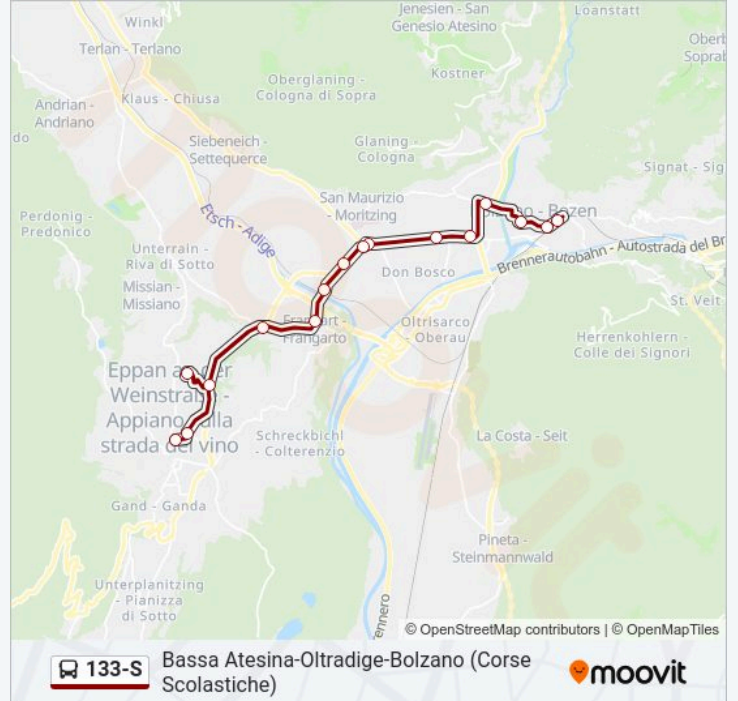 Jenesien - San
Genesio Atesino
Loanstatt
Winkl
Terlan - Terlano
Oberglaning -
Cologna di Sopra
Kostner
Andrian -
Andriano
Klaus - Chiusa
Siebeneich -
Settequerce
Glaning -
Cologna
Signat - Sig
San Maurizio
- Moritzing
Perdonig -
Predonico
Etsch - Adige
- Bozen
Unterrain -
Riva di Sotto
Brennerautobahn - Autostrada del Br
Don Bosco
Missian -
Missiano
St. Veit
Frangart -
Frangarto
Oltrisarco
- Oberau
Herrenkohlern -
Colle dei Signori
Eppan an der
Weinstraße -
Appiano sulla
strada del vino
Schreckbichl
- Colterenzio
La Costa - Seit
Gand - Ganda
Pineta -
Steinmannwald
Unterplanitzing
- Pianizza
di Sotto
ennero
© OpenStreetMap contributors | © OpenMapTiles
133-S
Bassa Atesina-Oltradige-Bolzano (Corse
Scolastiche)
moovit